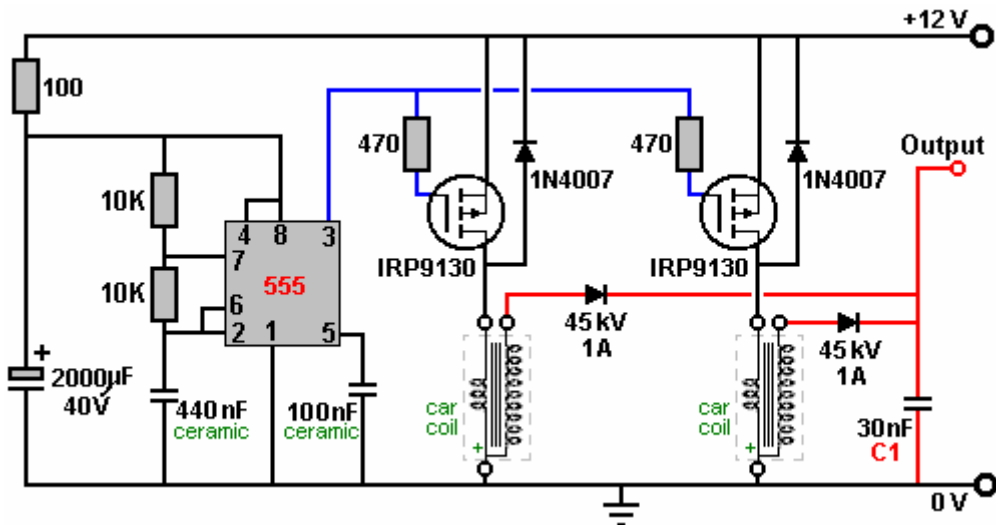 +12 V
100
470
470
Output
1N4007
1N4007
10K
4 8 3
7
IRP9130
IRP9130
10K
555
6
2 1 5
45 kV
1A
45 kV
1A
+
2000µF
40V
440 nF
ceramic
100nF
ceramic
car
coil
+
car
coil
+
30nF
C1
0 V